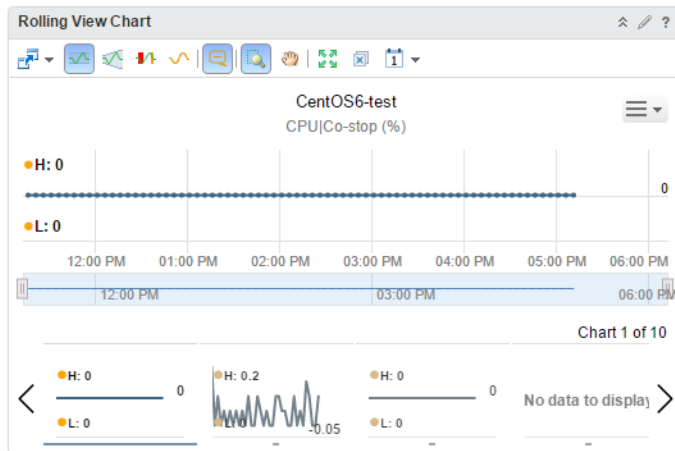 Rolling View Chart ?
1
CentOS6-test
CPU|Co-stop (%)
H: 0
0
L: 0
12:00 PM 01:00 PM 02:00 PM 03:00 PM 04:00 PM 05:00 PM 06:00 PM
12:00 PM 03:00 PM 06:00 PM
Chart 1 of 10
H: 0 0 L: 0
H: 0.2 L: 0 -0.05
H: 0 0 L: 0
No data to display